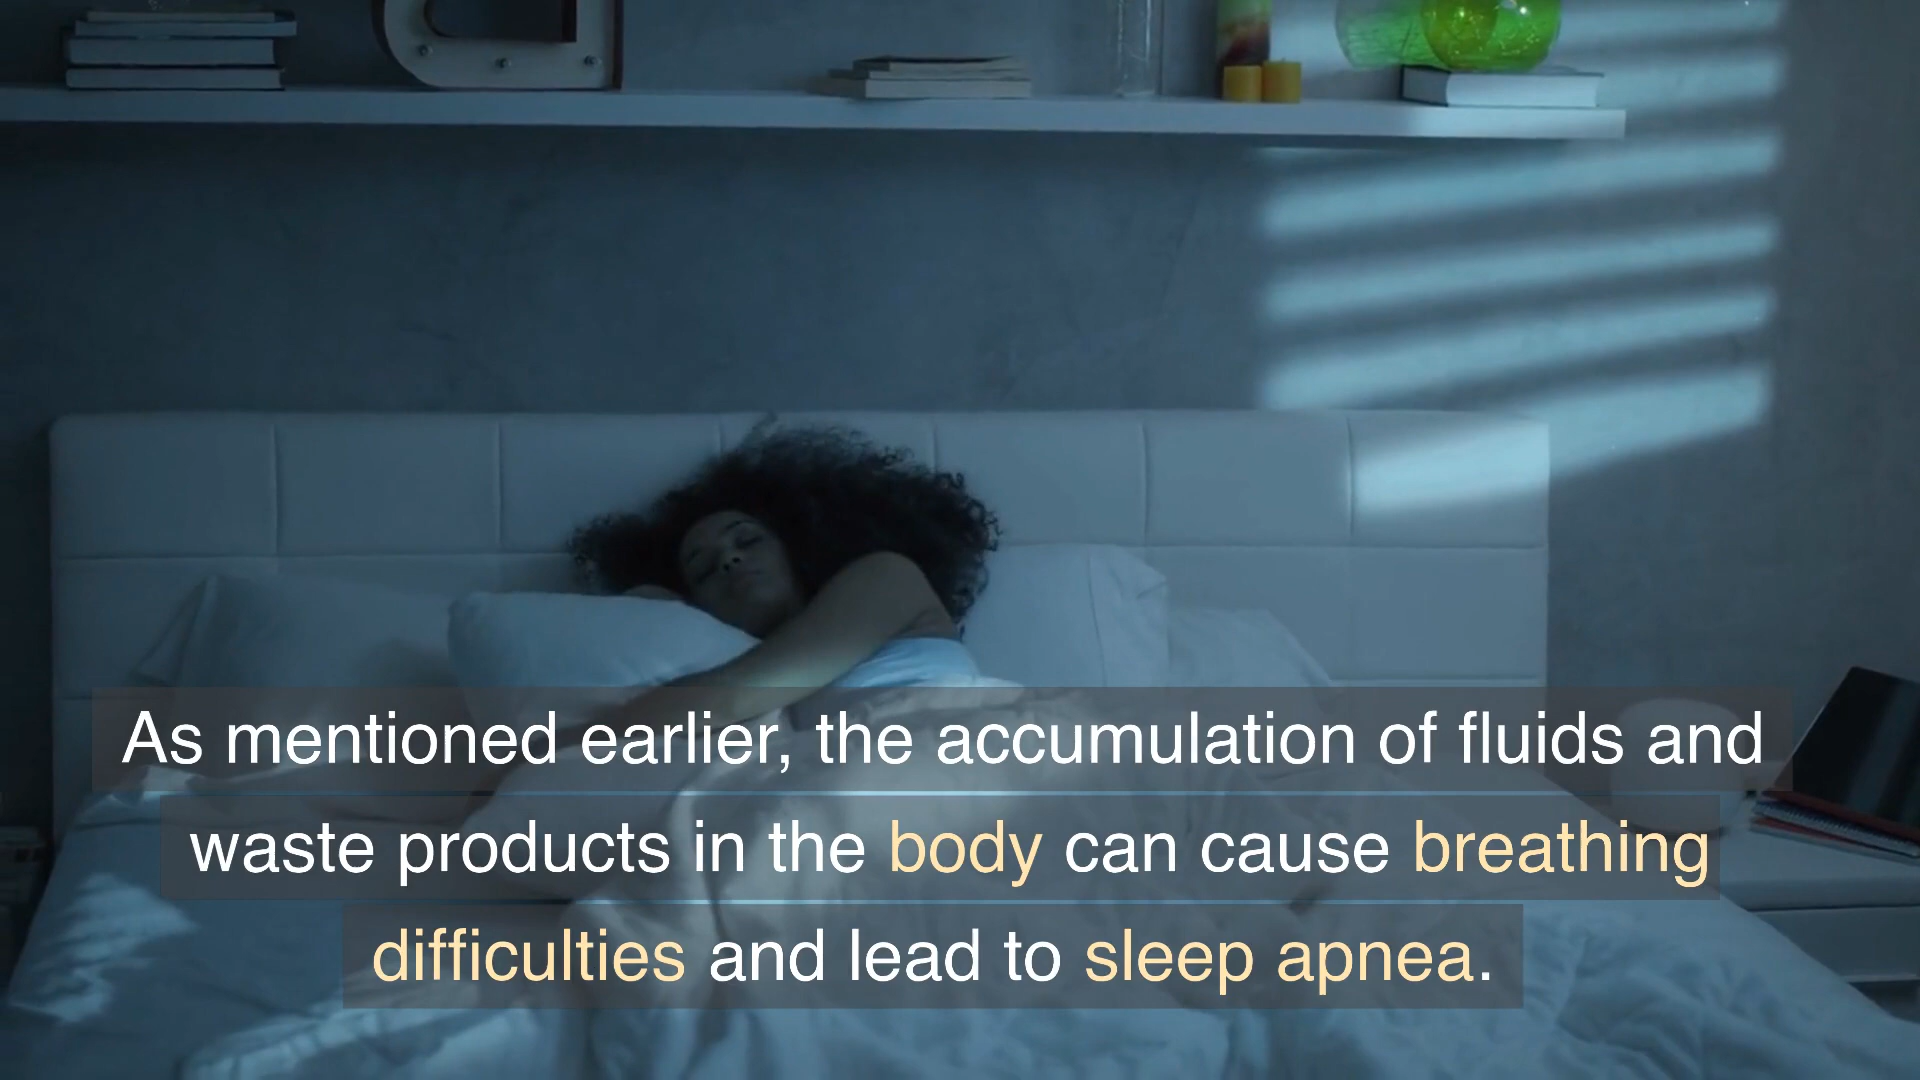 As mentioned earlier, the accumulation of fluids and
waste products in the body can cause breathing
difficulties and lead to sleep apnea.